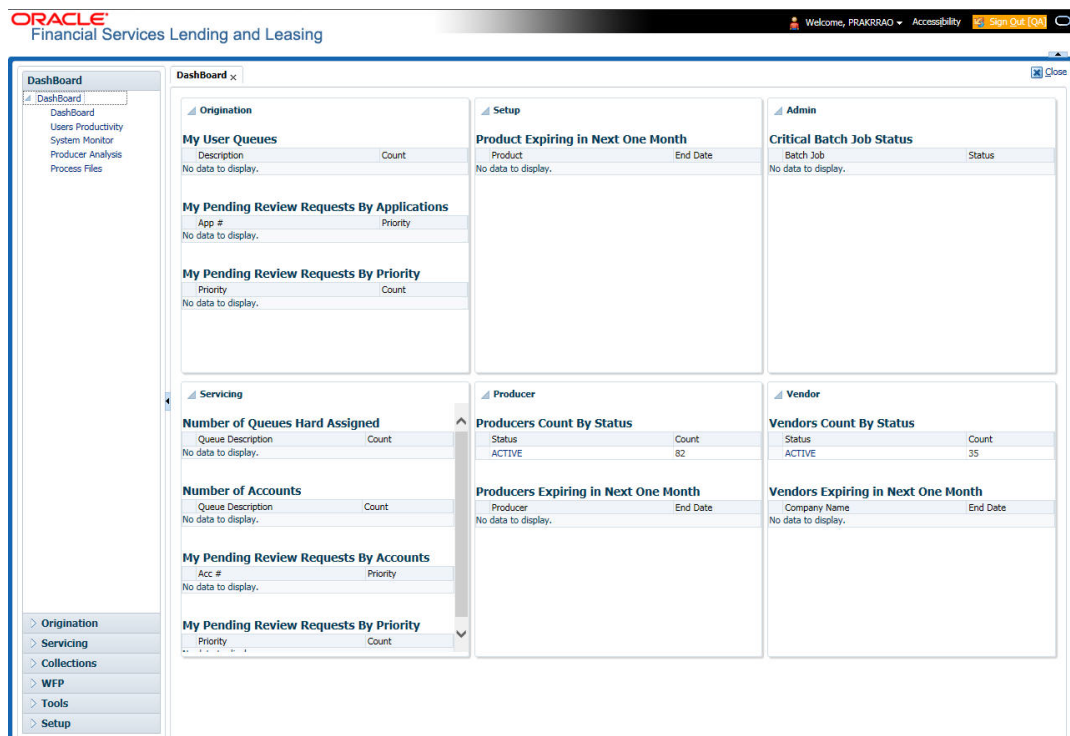 ORACLE
Financial Services Lending and Leasing
Welcome, PRAKRRAO
Accessibility
Sign Out [QA]
DashBoard
DashBoard
DashBoard
Users Productivity
System Monitor
Producer Analysis
Process Files
Origination
Servicing
Collections
WFP
Tools
Setup
DashBoard x
Close
Origination
My User Queues
Description Count
No data to display.
My Pending Review Requests By Applications
App # Priority
No data to display.
My Pending Review Requests By Priority
Priority Count
No data to display.
Setup
Product Expiring in Next One Month
Product End Date
No data to display.
Admin
Critical Batch Job Status
Batch Job Status
No data to display.
Servicing
Number of Queues Hard Assigned
Queue Description Count
No data to display.
Number of Accounts
Queue Description Count
No data to display.
My Pending Review Requests By Accounts
Acc # Priority
No data to display.
My Pending Review Requests By Priority
Priority Count
Producer
Producers Count By Status
Status Count
ACTIVE 82
Producers Expiring in Next One Month
Producer End Date
No data to display.
Vendor
Vendors Count By Status
Status Count
ACTIVE 35
Vendors Expiring in Next One Month
Company Name End Date
No data to display.